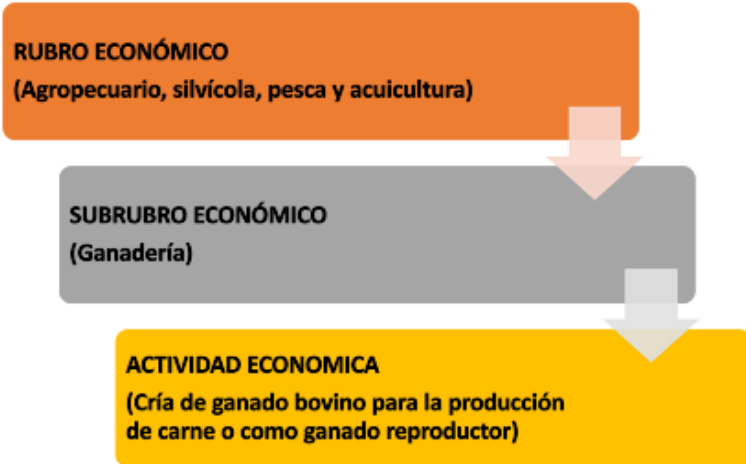 RUBRO ECONÓMICO
(Agropecuario, silvícola, pesca y acuicultura)
SUBRUBRO ECONÓMICO
(Ganadería)
ACTIVIDAD ECONOMICA
(Cría de ganado bovino para la producción
de carne o como ganado reproductor)